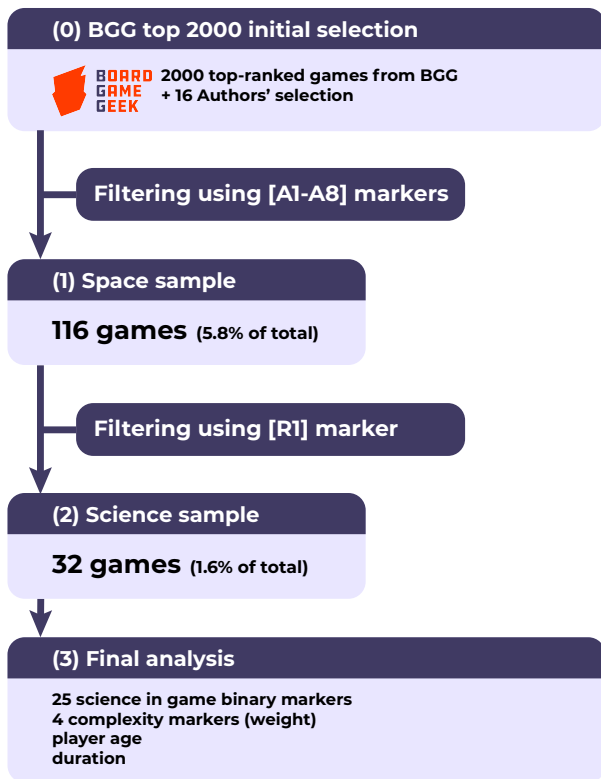 (0) BGG top 2000 initial selection
BOARD
GAME
GEEK
2000 top-ranked games from BGG
+ 16 Authors’ selection
Filtering using [A1-A8] markers
(1) Space sample
116 games (5.8% of total)
Filtering using [R1] marker
(2) Science sample
32 games (1.6% of total)
(3) Final analysis
25 science in game binary markers
4 complexity markers (weight)
player age
duration